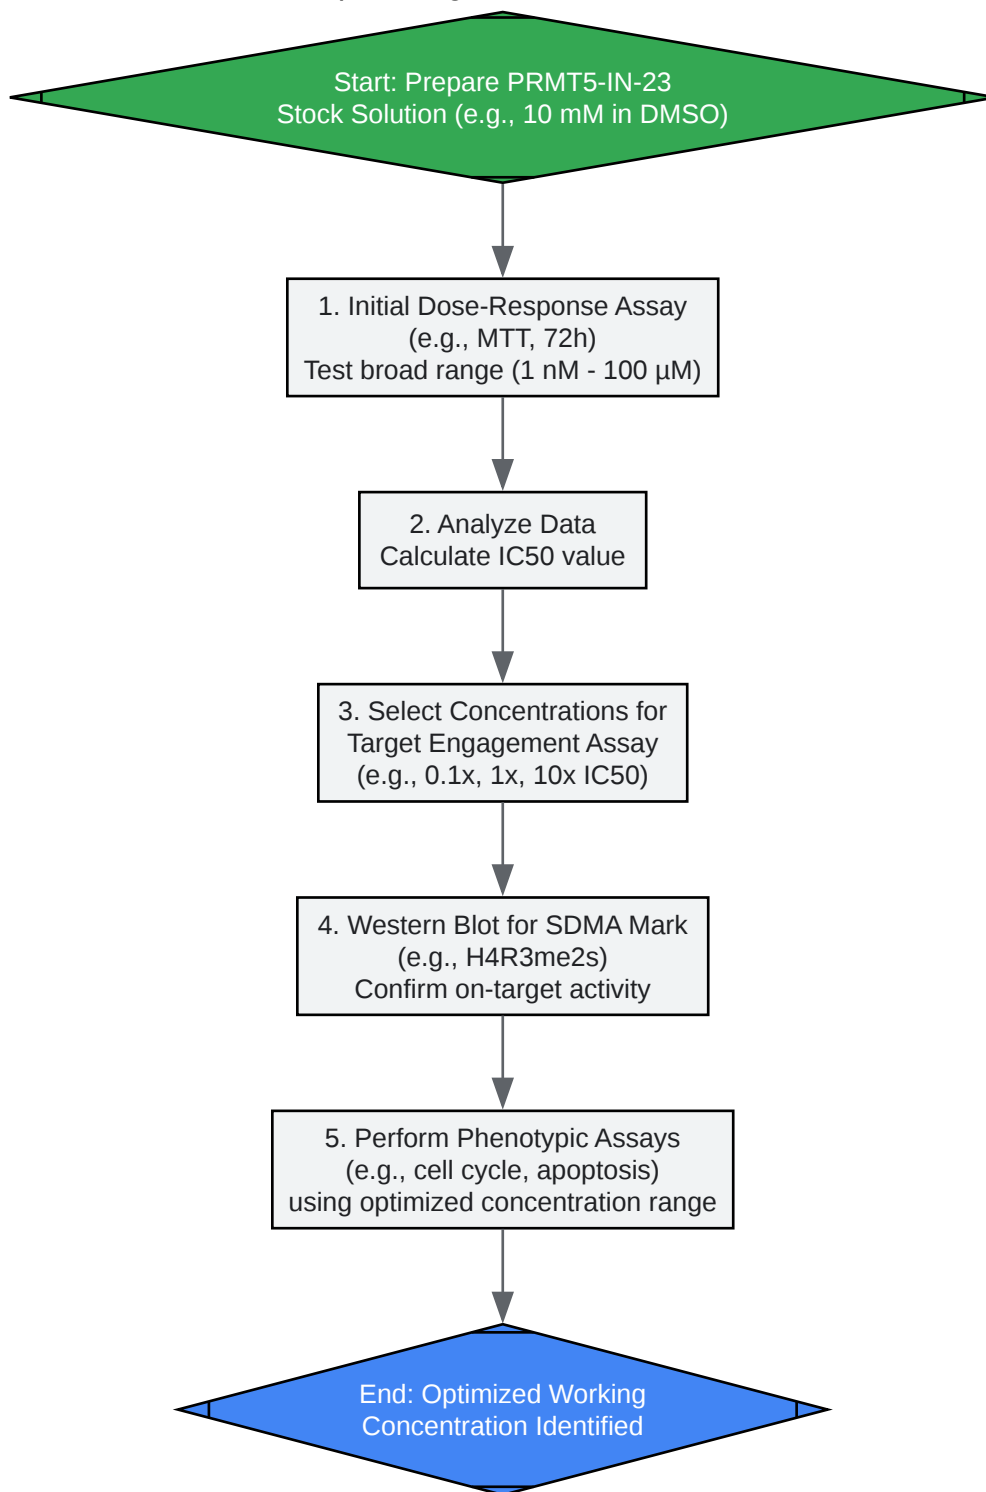 Start: Prepare PRMT5-IN-23
Stock Solution (e.g., 10 mM in DMSO)
1. Initial Dose-Response Assay
(e.g., MTT, 72h)
Test broad range (1 nM - 100 µM)
2. Analyze Data
Calculate IC50 value
3. Select Concentrations for
Target Engagement Assay
(e.g., 0.1x, 1x, 10x IC50)
4. Western Blot for SDMA Mark
(e.g., H4R3me2s)
Confirm on-target activity
5. Perform Phenotypic Assays
(e.g., cell cycle, apoptosis)
using optimized concentration range
End: Optimized Working
Concentration Identified